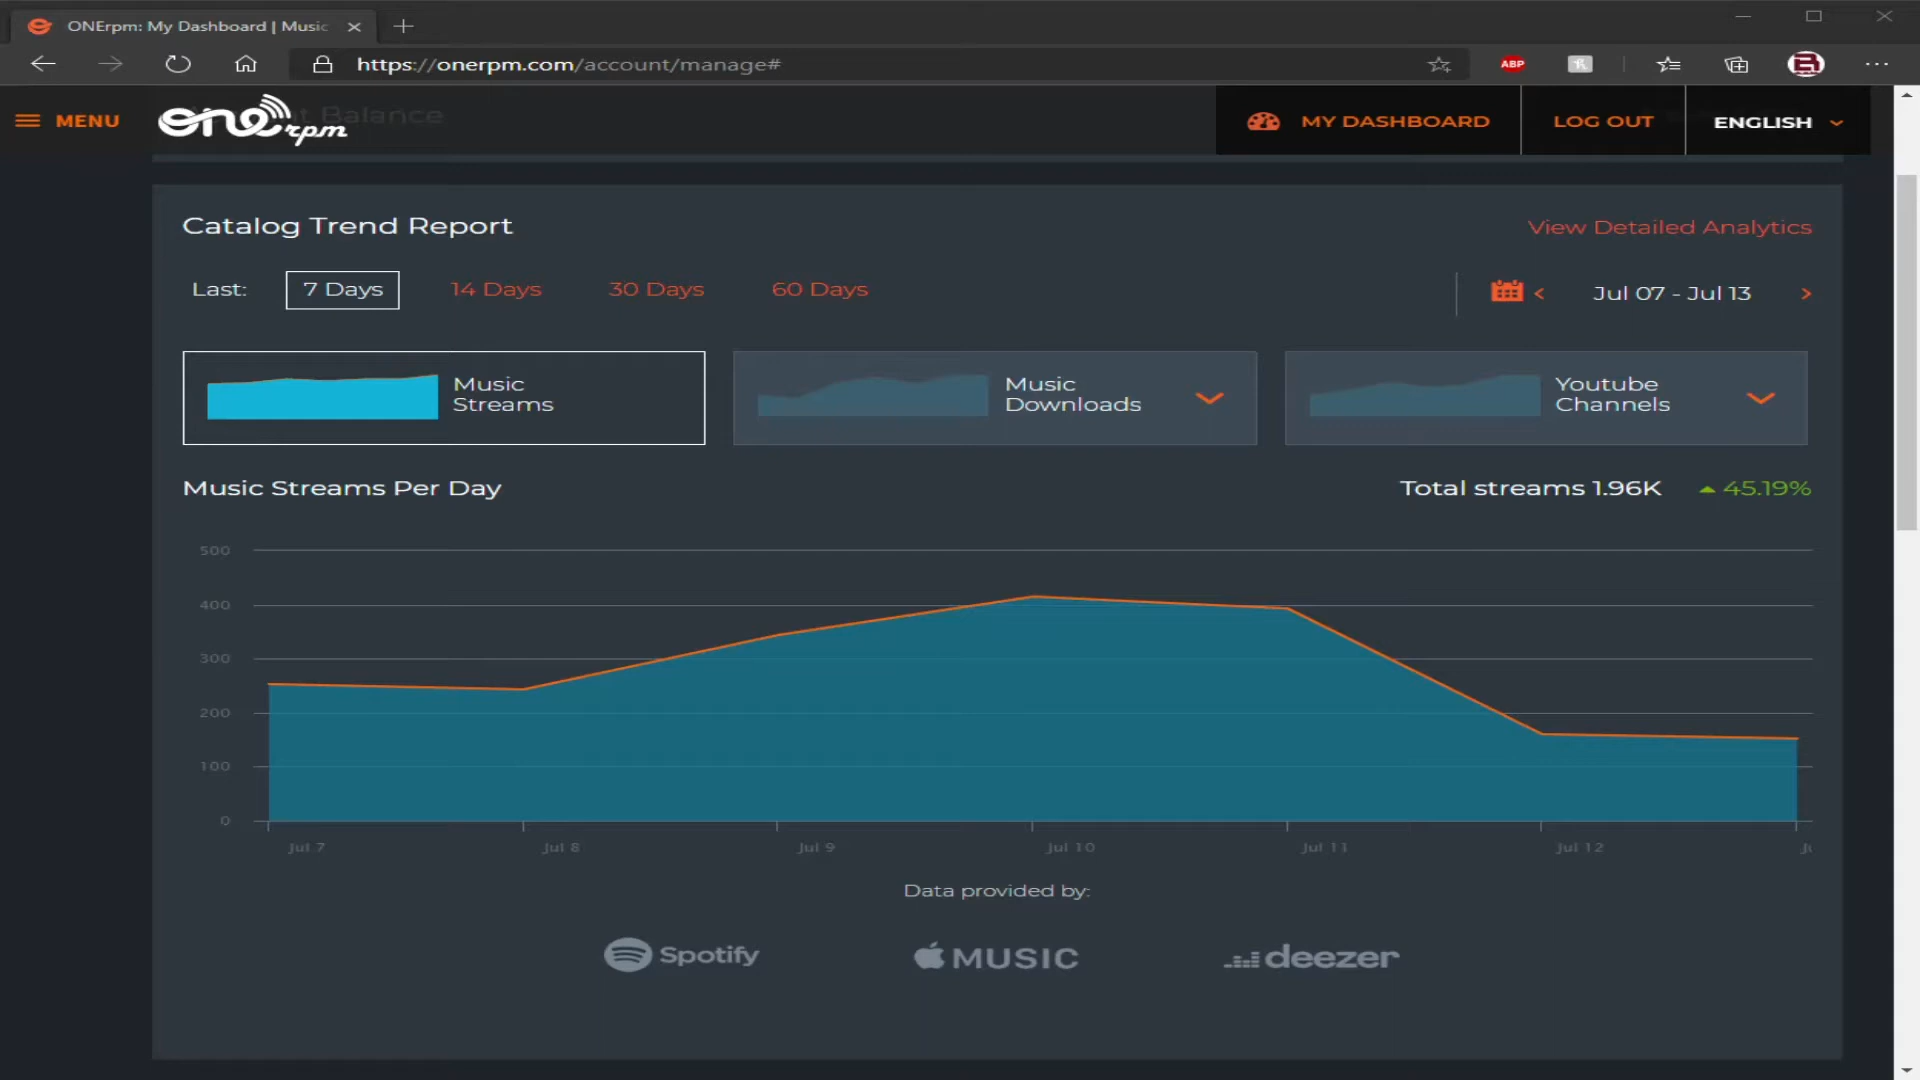 ONErpm: My Dashboard | Music
https://onerpm.com/account/manage#
ABP
MENU
onerpm
Balance
MY DASHBOARD
LOG OUT
ENGLISH
Catalog Trend Report
View Detailed Analytics
Last:
7 Days
14 Days
30 Days
60 Days
Jul 07 - Jul 13
Music
Streams
Music
Downloads
Youtube
Channels
Music Streams Per Day
Total streams 1.96K
45.19%
500
400
300
200
100
0
Jul 7
Jul 8
Jul 9
Jul 10
Jul 11
Jul 12
Data provided by:
Spotify
MUSIC
deezer